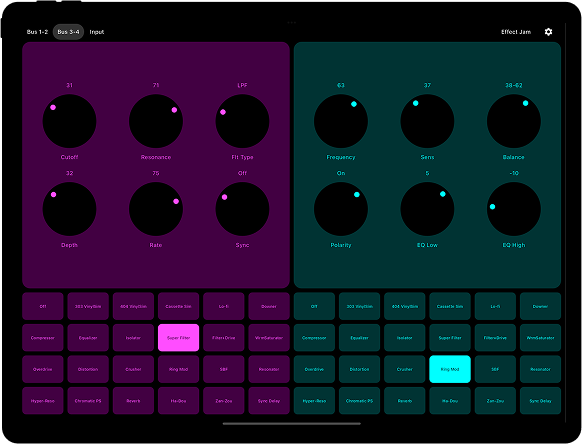 Bus 1-2 Bus 3-4 Input Effect Jam
31 71 LPF
Cutoff Resonance Flt Type
32 75 Off
Depth Rate Sync
63 37 38-62
Frequency Sens Balance
On 5 -10
Polarity EQ Low EQ High
Off 303 VinylSim 404 VinylSim Cassette Sim Lo-fi Downer
Compressor Equalizer Isolator Super Filter Filter+Drive WrmSaturator
Overdrive Distortion Crusher Ring Mod SBF Resonator
Hyper-Reso Chromatic PS Reverb Ha-Dou Zan-Zou Sync Delay
Off 303 VinylSim 404 VinylSim Cassette Sim Lo-fi Downer
Compressor Equalizer Isolator Super Filter Filter+Drive WrmSaturator
Overdrive Distortion Crusher Ring Mod SBF Resonator
Hyper-Reso Chromatic PS Reverb Ha-Dou Zan-Zou Sync Delay